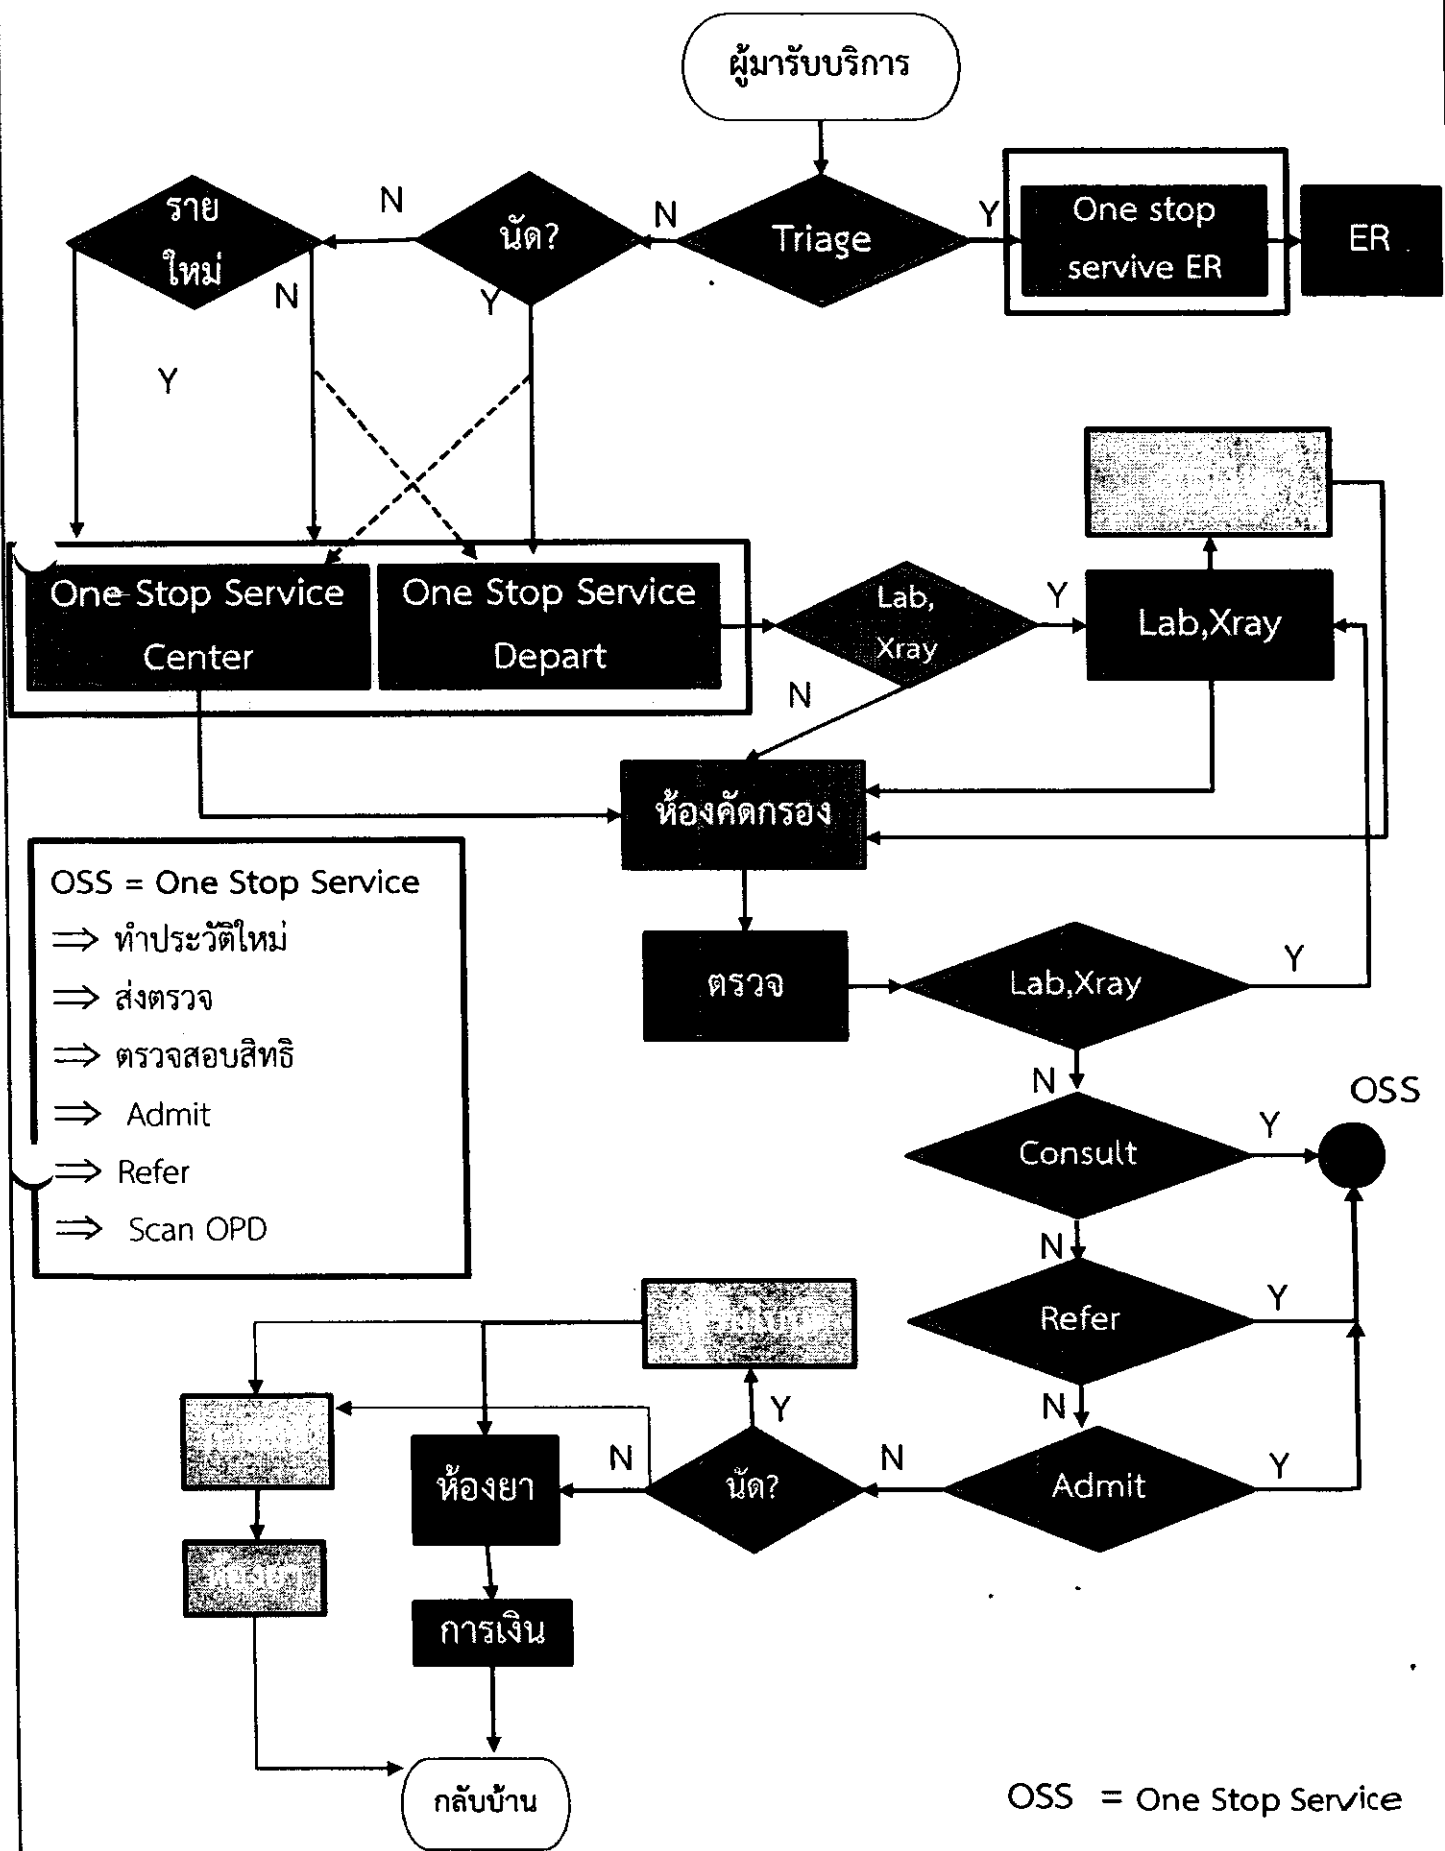 ผู้มารับบริการ
ราย
ใหม่
N
นัด?
N
Triage
Y
One stop
servive ER
ER
N
Y
Y
One Stop Service
Center
One Stop Service
Depart
Lab,
Xray
Y
Lab,Xray
N
ห้องคัดกรอง
OSS = One Stop Service
⇒ ทำประวัติใหม่
⇒ ส่งตรวจ
⇒ ตรวจสอบสิทธิ
⇒ Admit
⇒ Refer
⇒ Scan OPD
ตรวจ
Lab,Xray
Y
N
OSS
Consult
Y
N
Refer
Y
N
Admit
Y
N
นัด?
Y
N
ห้องยา
ห้องยา
การเงิน
กลับบ้าน
OSS = One Stop Service